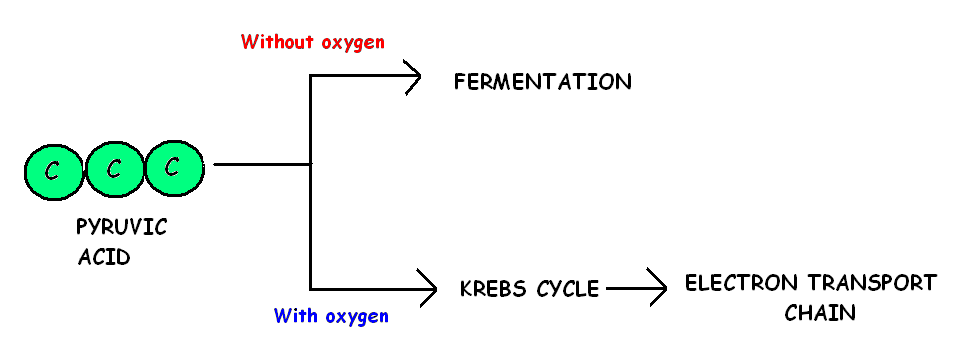 Without oxygen
FERMENTATION
C C C
PYRUVIC
ACID
KREBS CYCLE
ELECTRON TRANSPORT
CHAIN
With oxygen